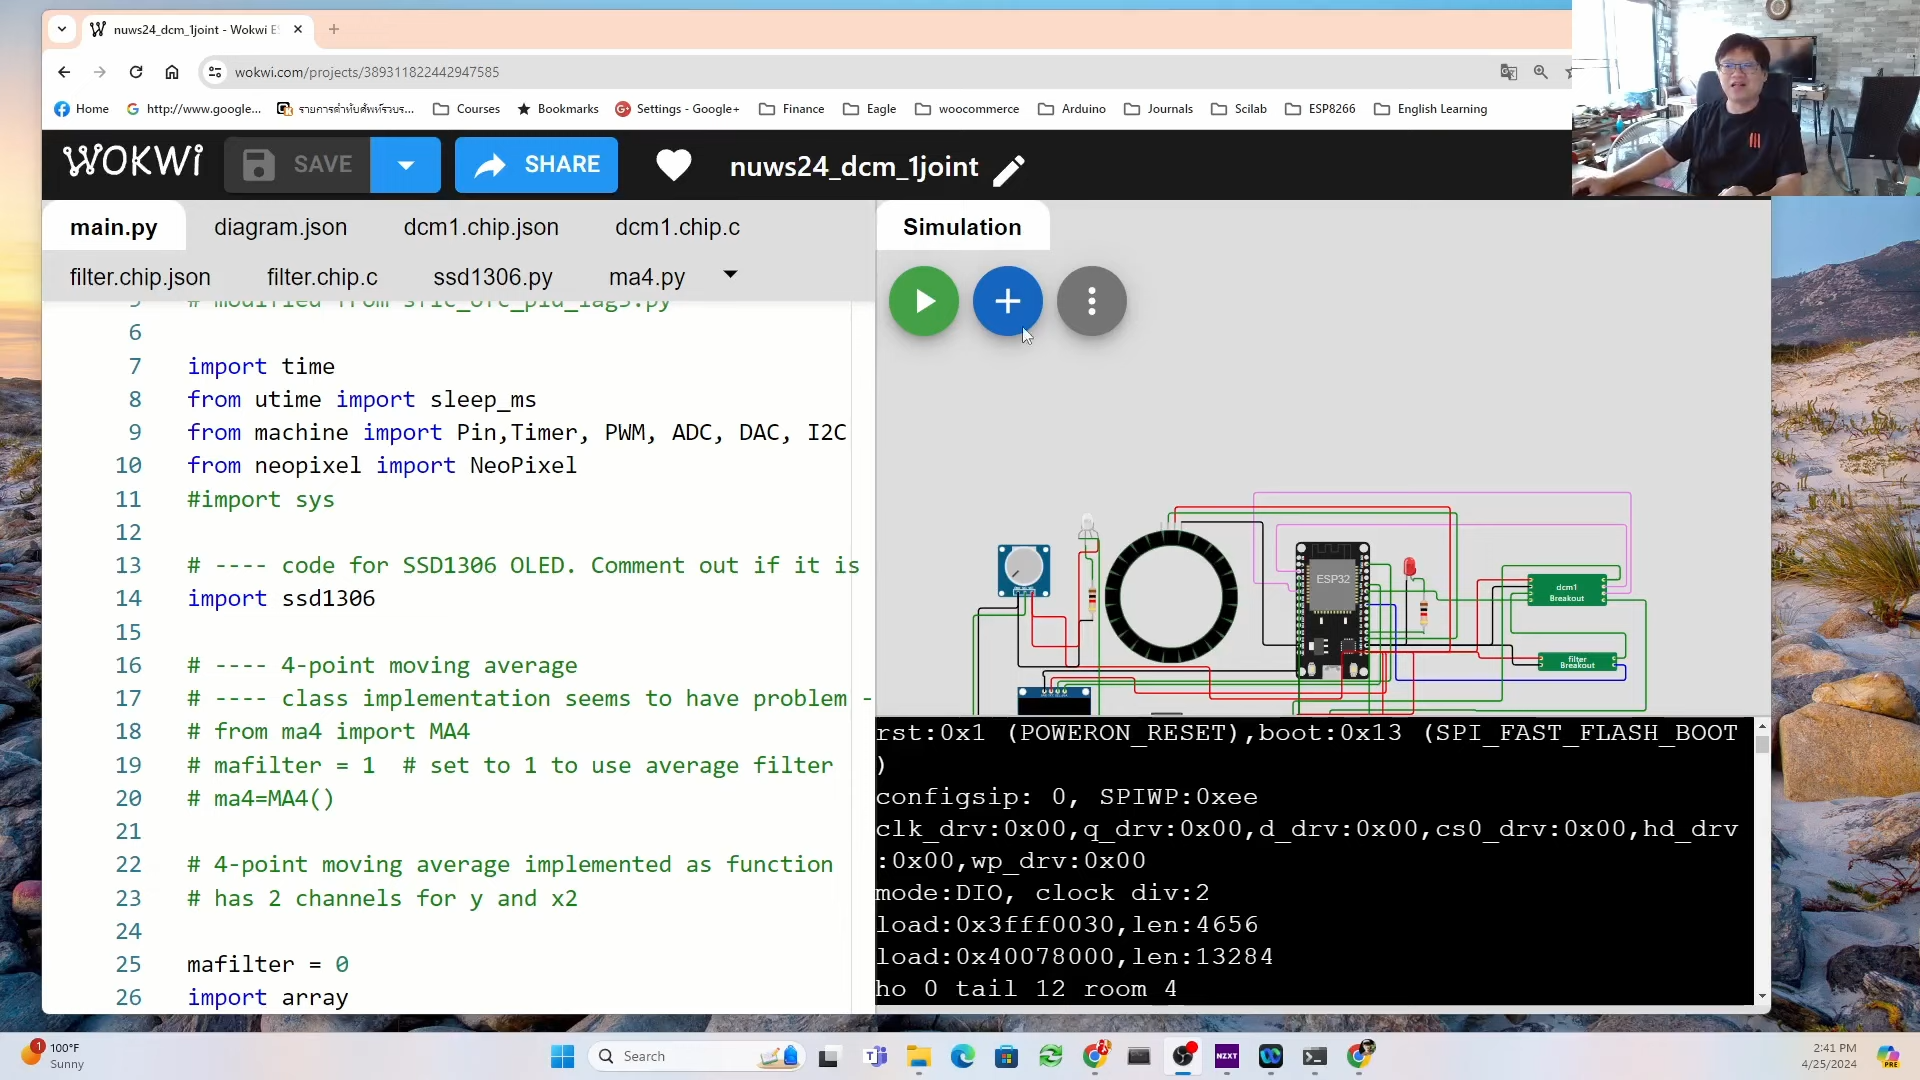 nuws24_dcm_1joint - Wokwi E
wokwi.com/projects/389311822442947585
Home
http://www.google...
Settings - Google+
Courses
Bookmarks
Finance
Eagle
woocommerce
Arduino
Journals
Scilab
ESP8266
English Learning
WOKWi
SAVE
SHARE
nuws24_dcm_1joint
main.py
diagram.json
dcm1.chip.json
dcm1.chip.c
filter.chip.json
filter.chip.c
ssd1306.py
ma4.py
Simulation
6
7 import time
8 from utime import sleep_ms
9 from machine import Pin,Timer, PWM, ADC, DAC, I2C
10 from neopixel import NeoPixel
11 #import sys
12
13 # ---- code for SSD1306 OLED. Comment out if it is
14 import ssd1306
15
16 # ---- 4-point moving average
17 # ---- class implementation seems to have problem -
18 # from ma4 import MA4
19 # mafilter = 1  # set to 1 to use average filter
20 # ma4=MA4()
21
22 # 4-point moving average implemented as function
23 # has 2 channels for y and x2
24
25 mafilter = 0
26 import array
ESP32
dcm1
Breakout
filter
Breakout
rst:0x1 (POWERON_RESET),boot:0x13 (SPI_FAST_FLASH_BOOT
)
configsip: 0, SPIWP:0xee
clk_drv:0x00,q_drv:0x00,d_drv:0x00,cs0_drv:0x00,hd_drv
:0x00,wp_drv:0x00
mode:DIO, clock div:2
load:0x3fff0030,len:4656
load:0x40078000,len:13284
ho 0 tail 12 room 4
1
100°F
Sunny
Search
NZXT
2:41 PM
4/25/2024
PRE